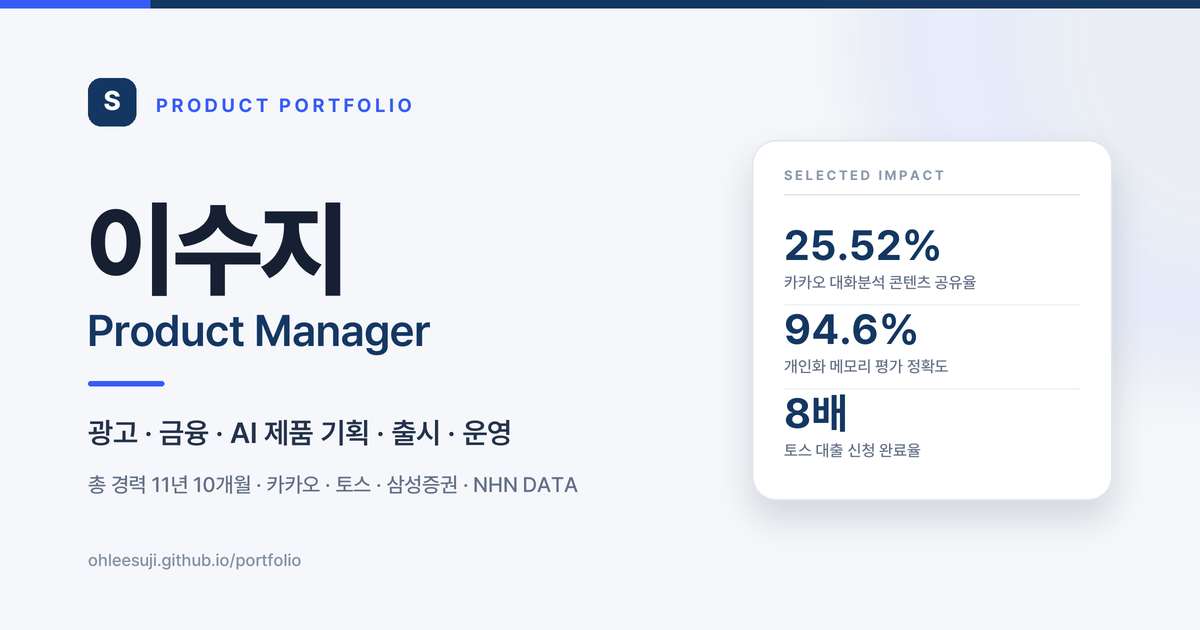 S
PRODUCT PORTFOLIO
이수지
Product Manager
광고 · 금융 · AI 제품 기획 · 출시 · 운영
총 경력 11년 10개월 · 카카오 · 토스 · 삼성증권 · NHN DATA
ohleesuji.github.io/portfolio
SELECTED IMPACT
25.52%
카카오 대화분석 콘텐츠 공유율
94.6%
개인화 메모리 평가 정확도
8배
토스 대출 신청 완료율